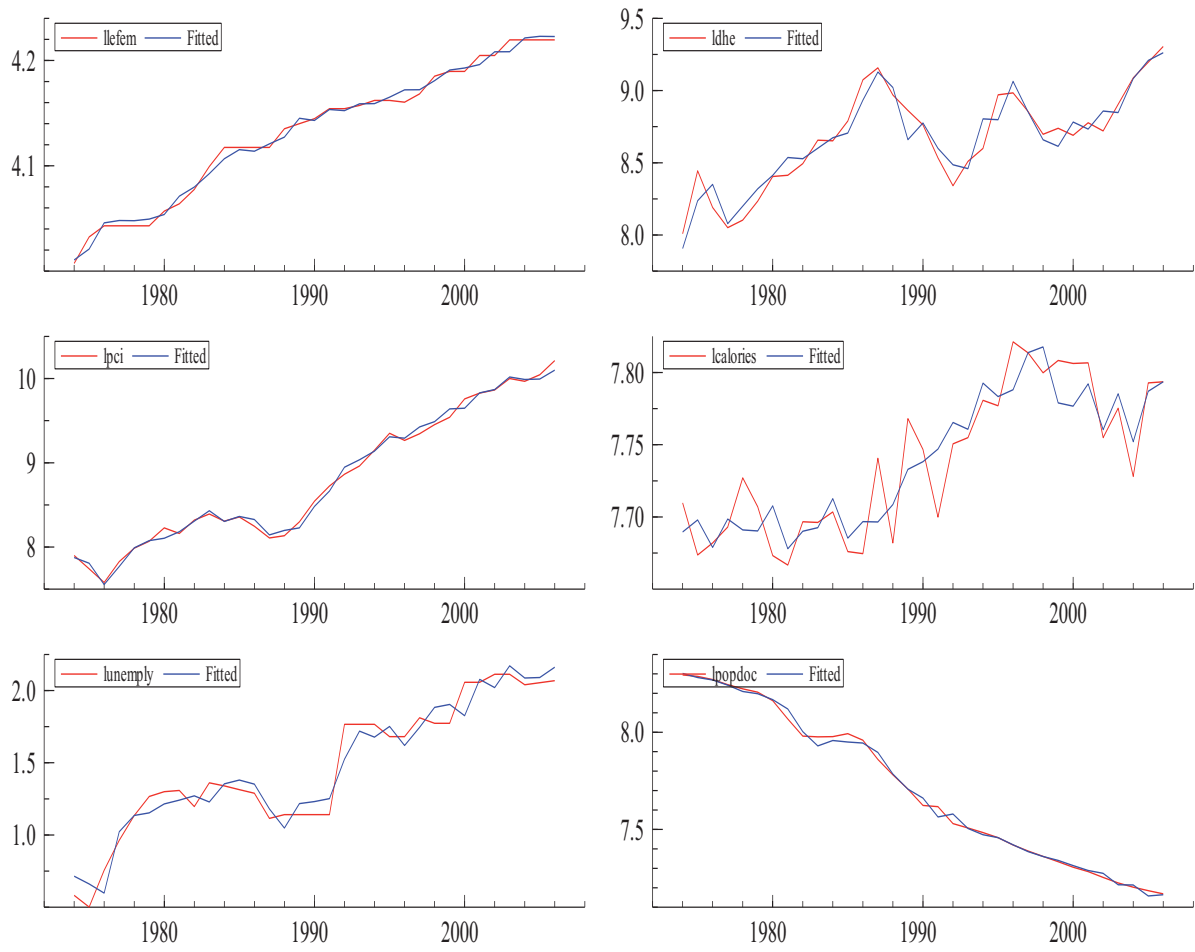 llefem Fitted
4.2
4.1
1980 1990 2000
ldhe Fitted
9.5
9.0
8.5
8.0
1980 1990 2000
lpci Fitted
10
9
8
1980 1990 2000
lcalories Fitted
7.80
7.75
7.70
1980 1990 2000
lunemply Fitted
2.0
1.5
1.0
1980 1990 2000
lpopdoc Fitted
8.0
7.5
1980 1990 2000